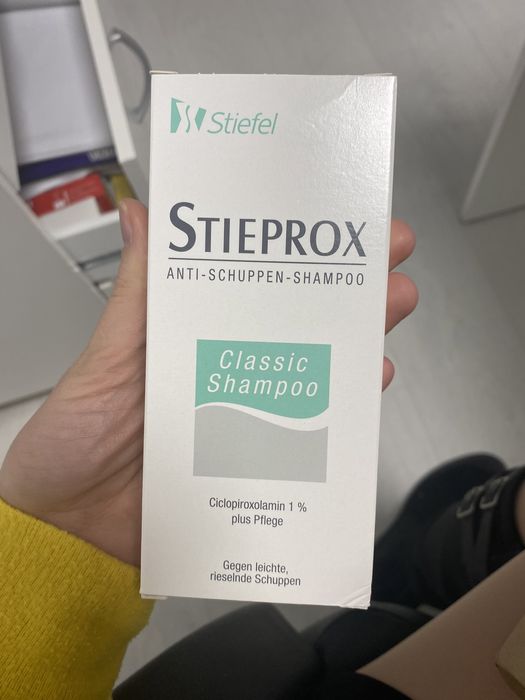 Stiefel
STIEPROX
ANTI-SCHUPPEN-SHAMPOO
Classic
Shampoo
Ciclopiroxolamin 1 %
plus Pflege
Gegen leichte,
rieselnde Schuppen